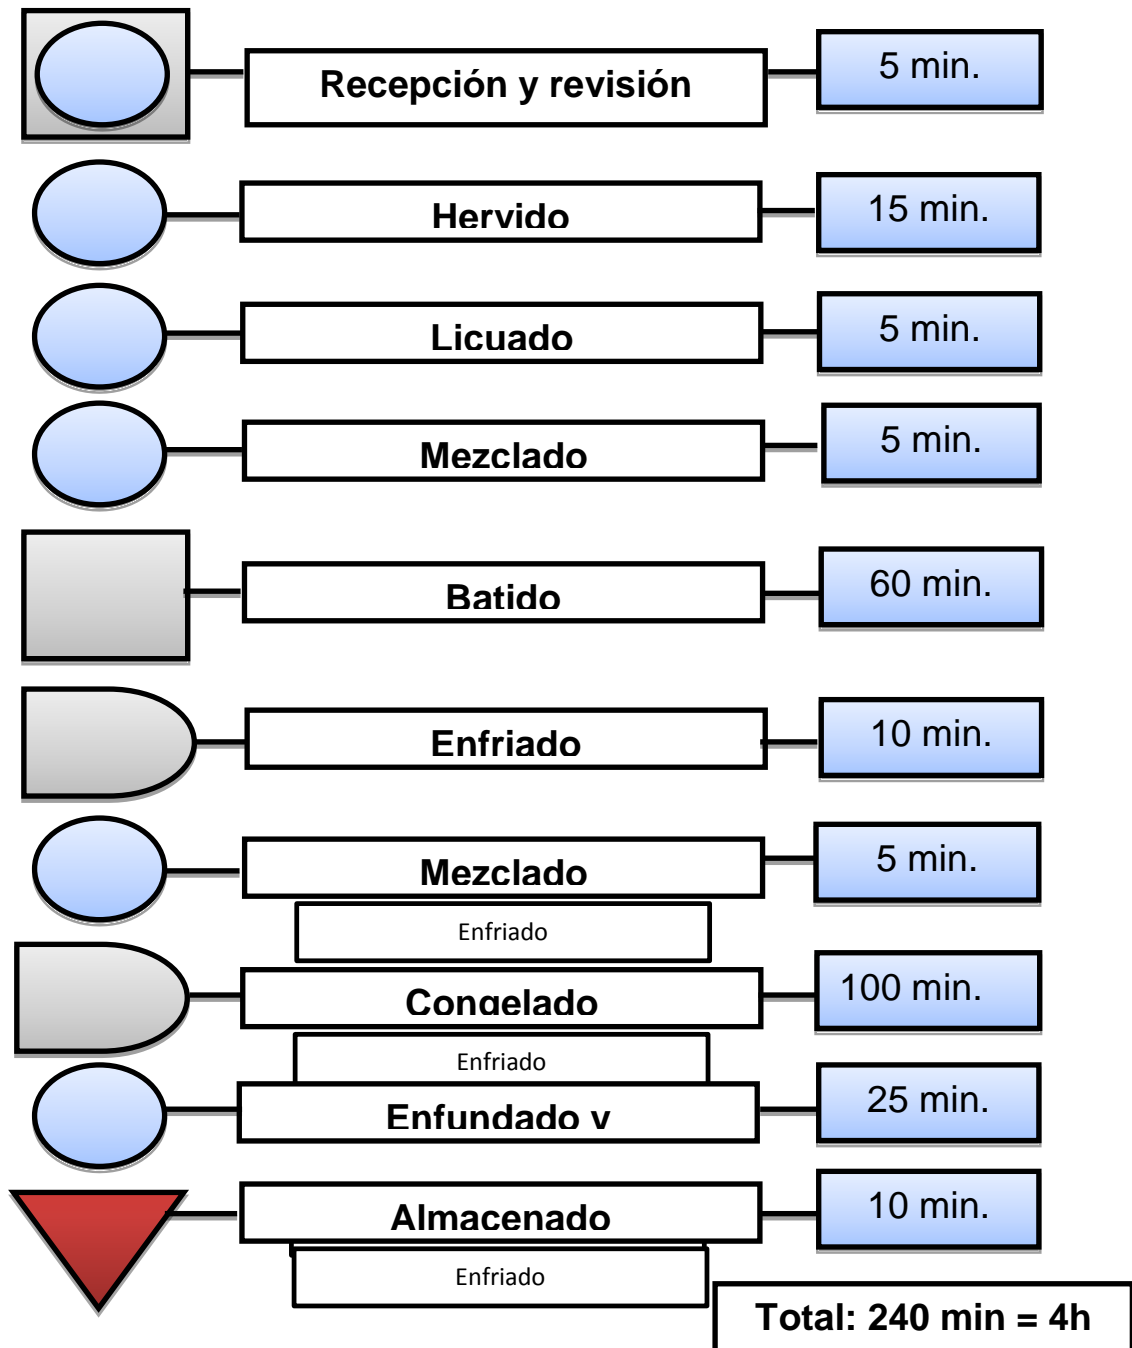 Recepción y revisión 5 min.
Hervido 15 min.
Licuado 5 min.
Mezclado 5 min.
Batido 60 min.
Enfriado 10 min.
Mezclado 5 min.
Enfriado
Congelado 100 min.
Enfriado
Enfundado y 25 min.
Almacenado 10 min.
Enfriado
Total: 240 min = 4h